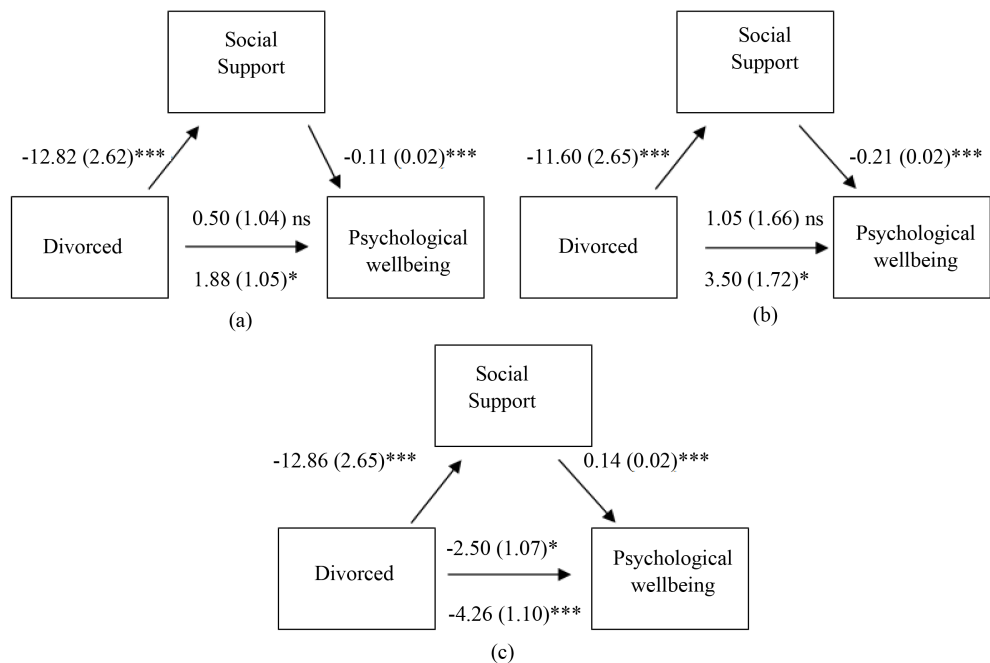 Social
Support
-12.82 (2.62)***
-0.11 (0.02)***
Divorced
0.50 (1.04) ns
1.88 (1.05)*
Psychological
wellbeing
(a)
Social
Support
-11.60 (2.65)***
-0.21 (0.02)***
Divorced
1.05 (1.66) ns
3.50 (1.72)*
Psychological
wellbeing
(b)
Social
Support
-12.86 (2.65)***
0.14 (0.02)***
Divorced
-2.50 (1.07)*
-4.26 (1.10)***
Psychological
wellbeing
(c)